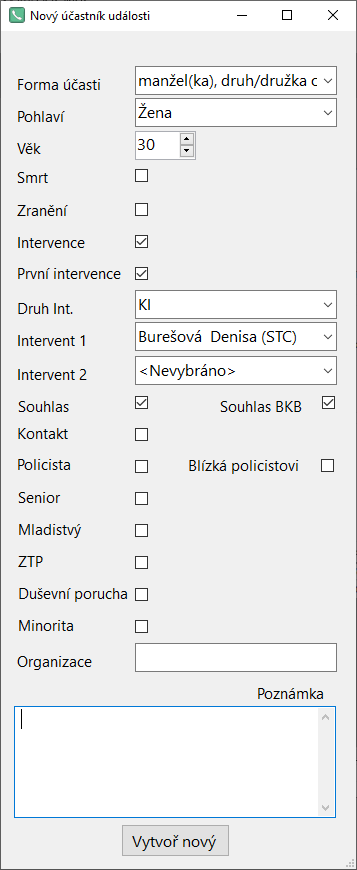 Nový účastník události
Forma účasti manžel(ka), druh/družka c
Pohlaví Žena
Věk 30
Smrt
Zranění
Intervence
První intervence
Druh Int. KI
Intervent 1 Burešová Denisa (STC)
Intervent 2 <Nevybráno>
Souhlas Souhlas BKB
Kontakt
Policista Blízká policistovi
Senior
Mladistvý
ZTP
Duševní porucha
Minorita
Organizace
Poznámka
Vytvoř nový